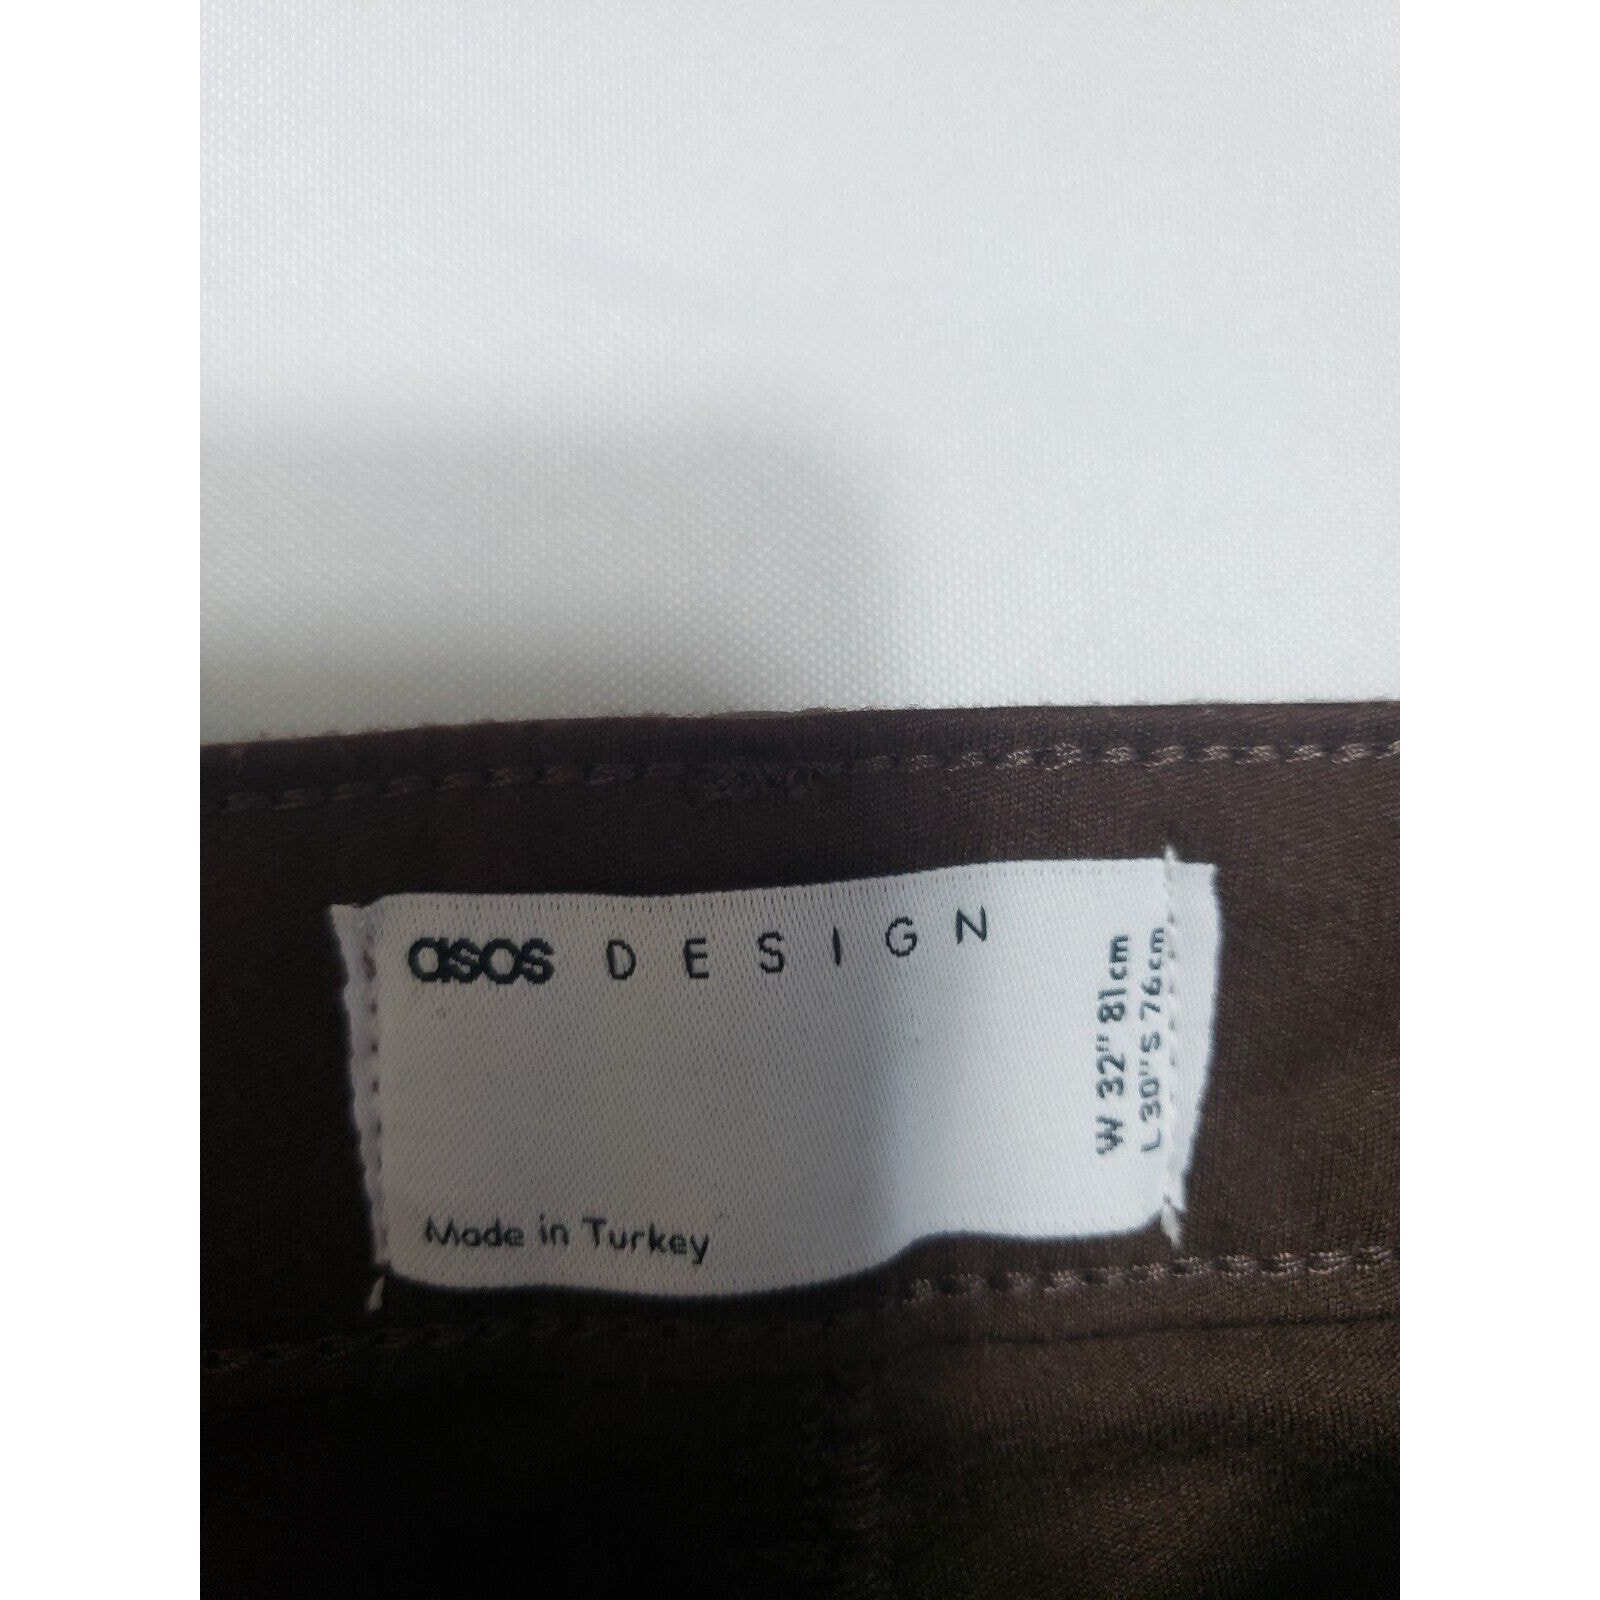 asos DESIGN
W 32" 81cm
L 30"S 76cm
Made in Turkey